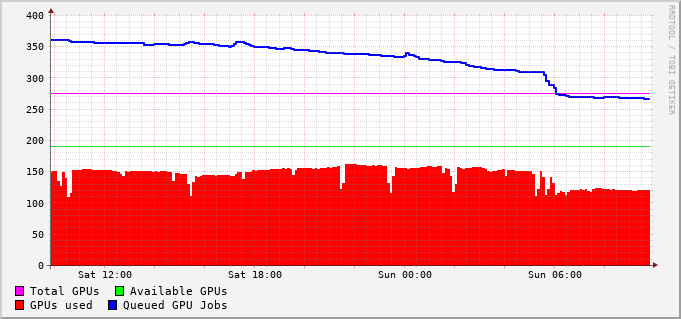 400
350
300
250
200
150
100
50
0
Sat 12:00 Sat 18:00 Sun 00:00 Sun 06:00
Total GPUs Available GPUs
GPUs used Queued GPU Jobs
RRDTOOL / TOBI OETIKER